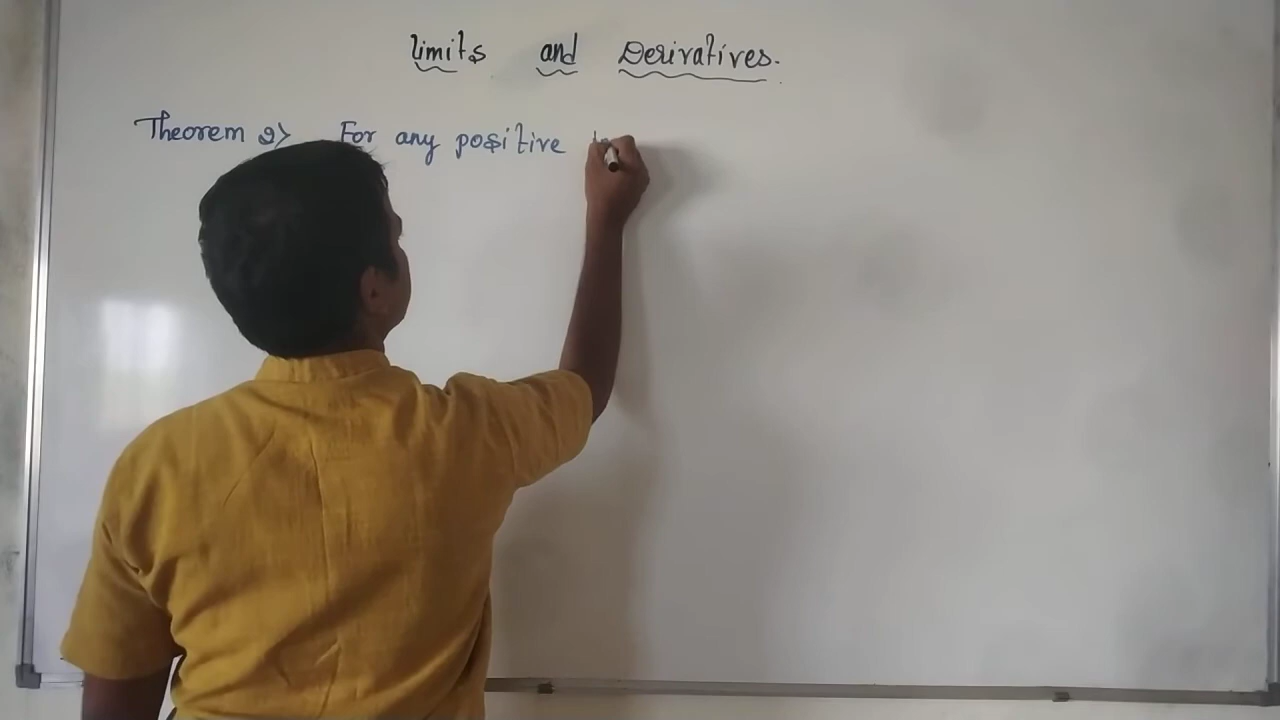 Limits and Derivatives.
Theorem 2> For any positive